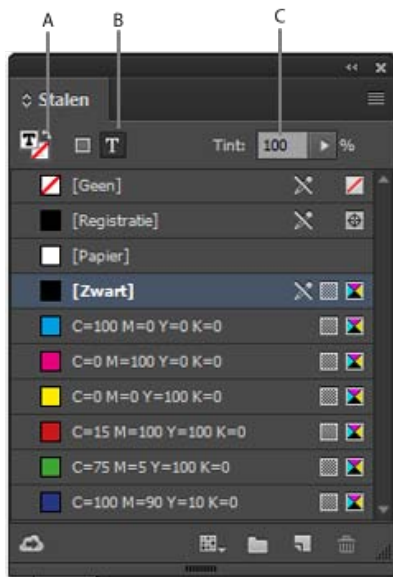 A B C
Stalen
T T Tint: 100 %
[Geen]
[Registratie]
[Papier]
[Zwart]
C=100 M=0 Y=0 K=0
C=0 M=100 Y=0 K=0
C=0 M=0 Y=100 K=0
C=15 M=100 Y=100 K=0
C=75 M=5 Y=100 K=0
C=100 M=90 Y=10 K=0